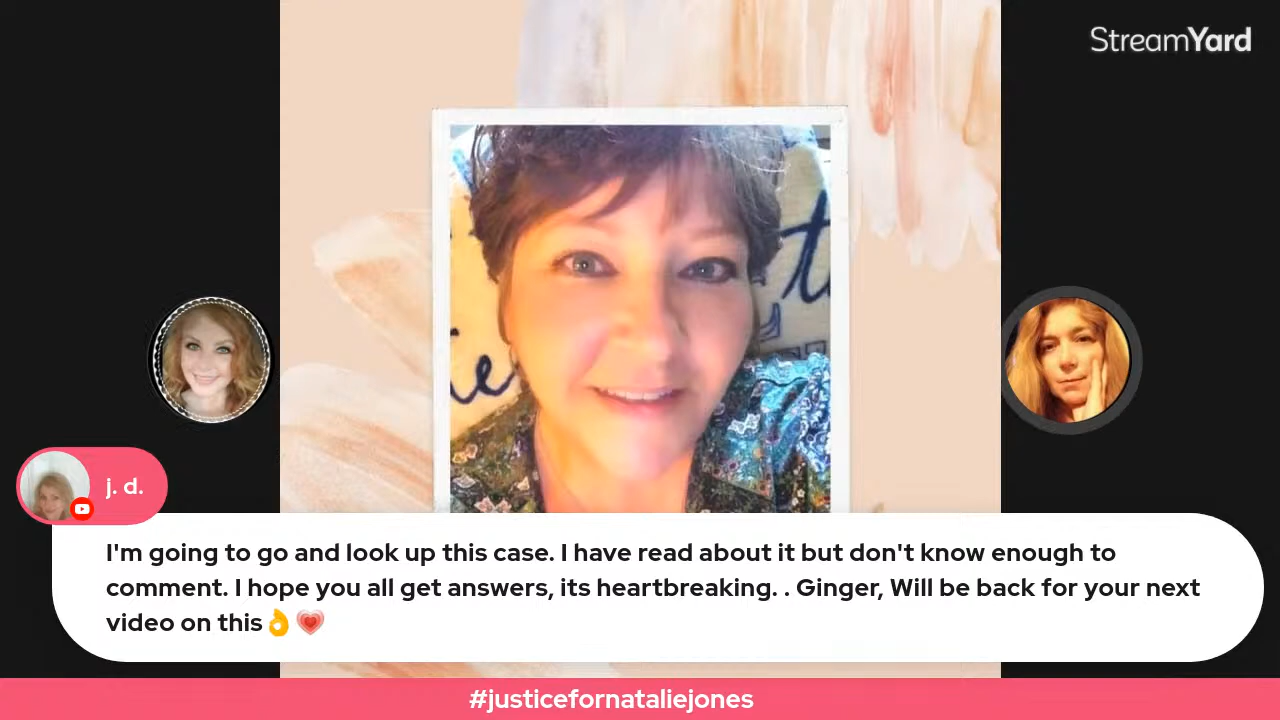 StreamYard
j. d.
I'm going to go and look up this case. I have read about it but don't know enough to
comment. I hope you all get answers, its heartbreaking. . Ginger, Will be back for your next
video on this👌💗
#justicefornataliejones